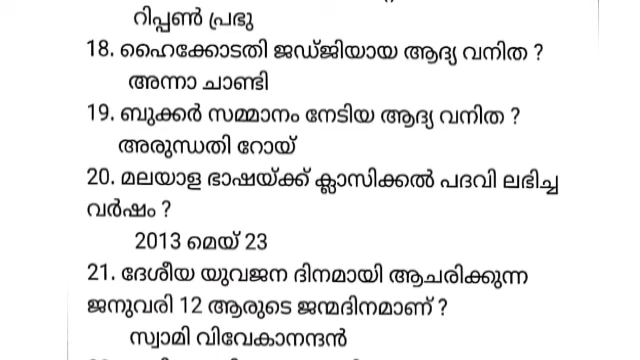 റിപ്പൺ പ്രഭു
18. ഹൈക്കോടതി ജഡ്ജിയായ ആദ്യ വനിത ?
അന്നാ ചാണ്ടി
19. ബുക്കർ സമ്മാനം നേടിയ ആദ്യ വനിത ?
അരുന്ധതി റോയ്
20. മലയാള ഭാഷയ്ക്ക് ക്ലാസിക്കൽ പദവി ലഭിച്ച
വർഷം ?
2013 മെയ് 23
21. ദേശീയ യുവജന ദിനമായി ആചരിക്കുന്ന
ജനുവരി 12 ആരുടെ ജന്മദിനമാണ് ?
സ്വാമി വിവേകാനന്ദൻ